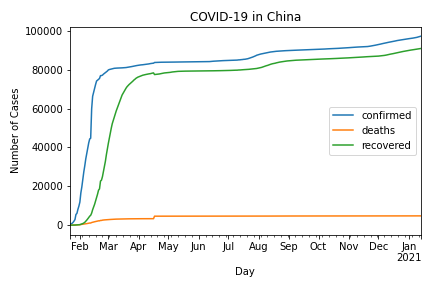 COVID-19 in China
100000
80000
60000
40000
20000
0
Number of Cases
confirmed
deaths
recovered
Feb Mar Apr May Jun Jul Aug Sep Oct Nov Dec Jan
2021
Day